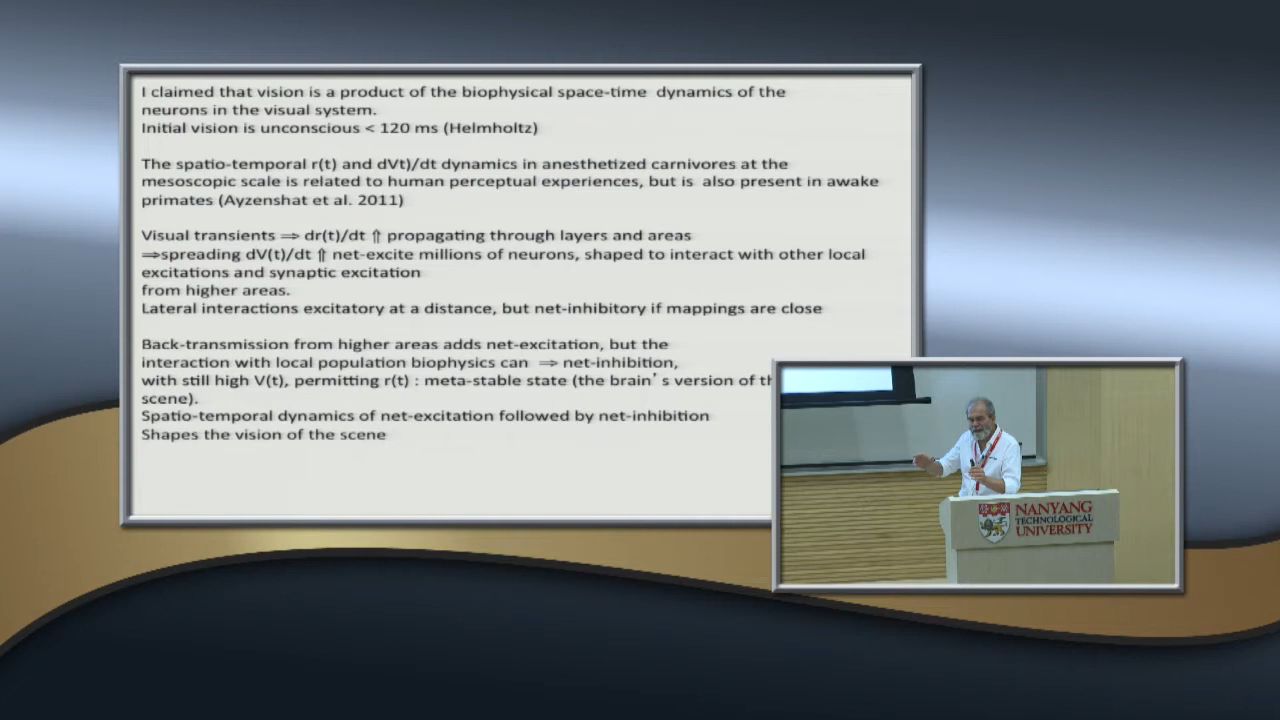 I claimed that vision is a product of the biophysical space-time dynamics of the
neurons in the visual system.
Initial vision is unconscious < 120 ms (Helmholtz)
The spatio-temporal r(t) and dVt)/dt dynamics in anesthetized carnivores at the
mesoscopic scale is related to human perceptual experiences, but is also present in awake
primates (Ayzenshat et al. 2011)
Visual transients ⇒ dr(t)/dt ⇑ propagating through layers and areas
⇒spreading dV(t)/dt ⇑ net-excite millions of neurons, shaped to interact with other local
excitations and synaptic excitation
from higher areas.
Lateral interactions excitatory at a distance, but net-inhibitory if mappings are close
Back-transmission from higher areas adds net-excitation, but the
interaction with local population biophysics can ⇒ net-inhibition,
with still high V(t), permitting r(t) : meta-stable state (the brain's version of
scene).
Spatio-temporal dynamics of net-excitation followed by net-inhibition
Shapes the vision of the scene
NANYANG
TECHNOLOGICAL
UNIVERSITY